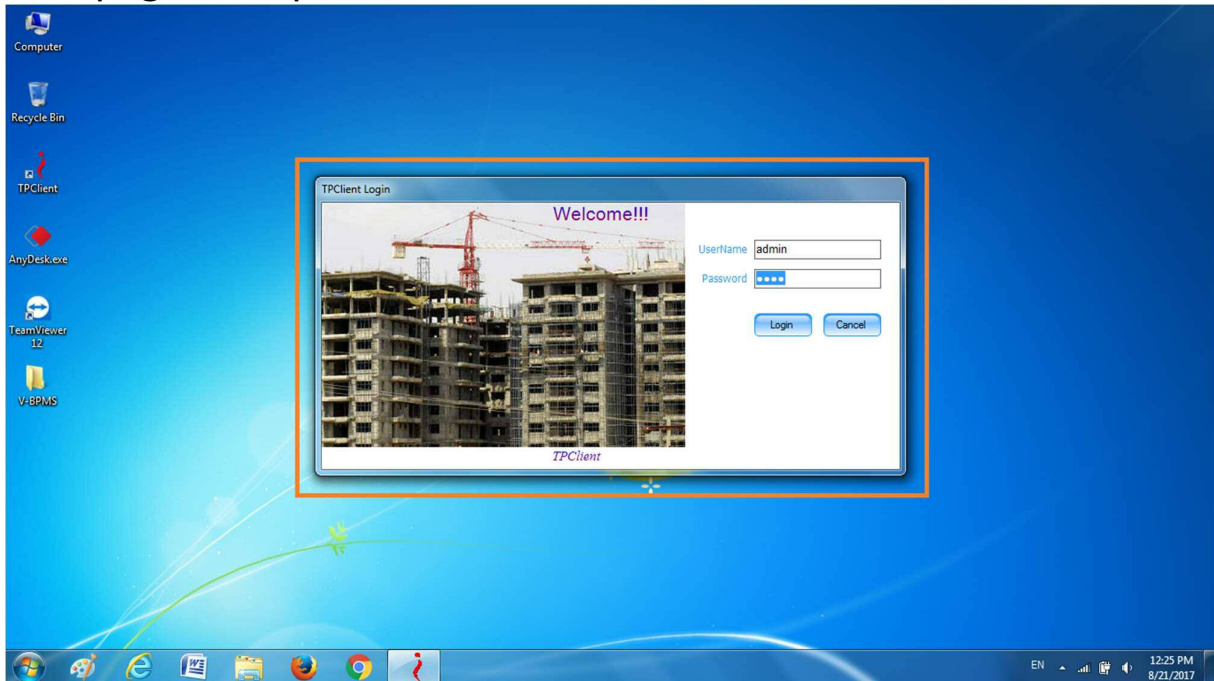 Computer
Recycle Bin
TPClient
AnyDesk.exe
TeamViewer
12
V-BPMS
TPClient Login
Welcome!!!
UserName admin
Password
Login Cancel
TPClient
EN
12:25 PM
8/21/2017